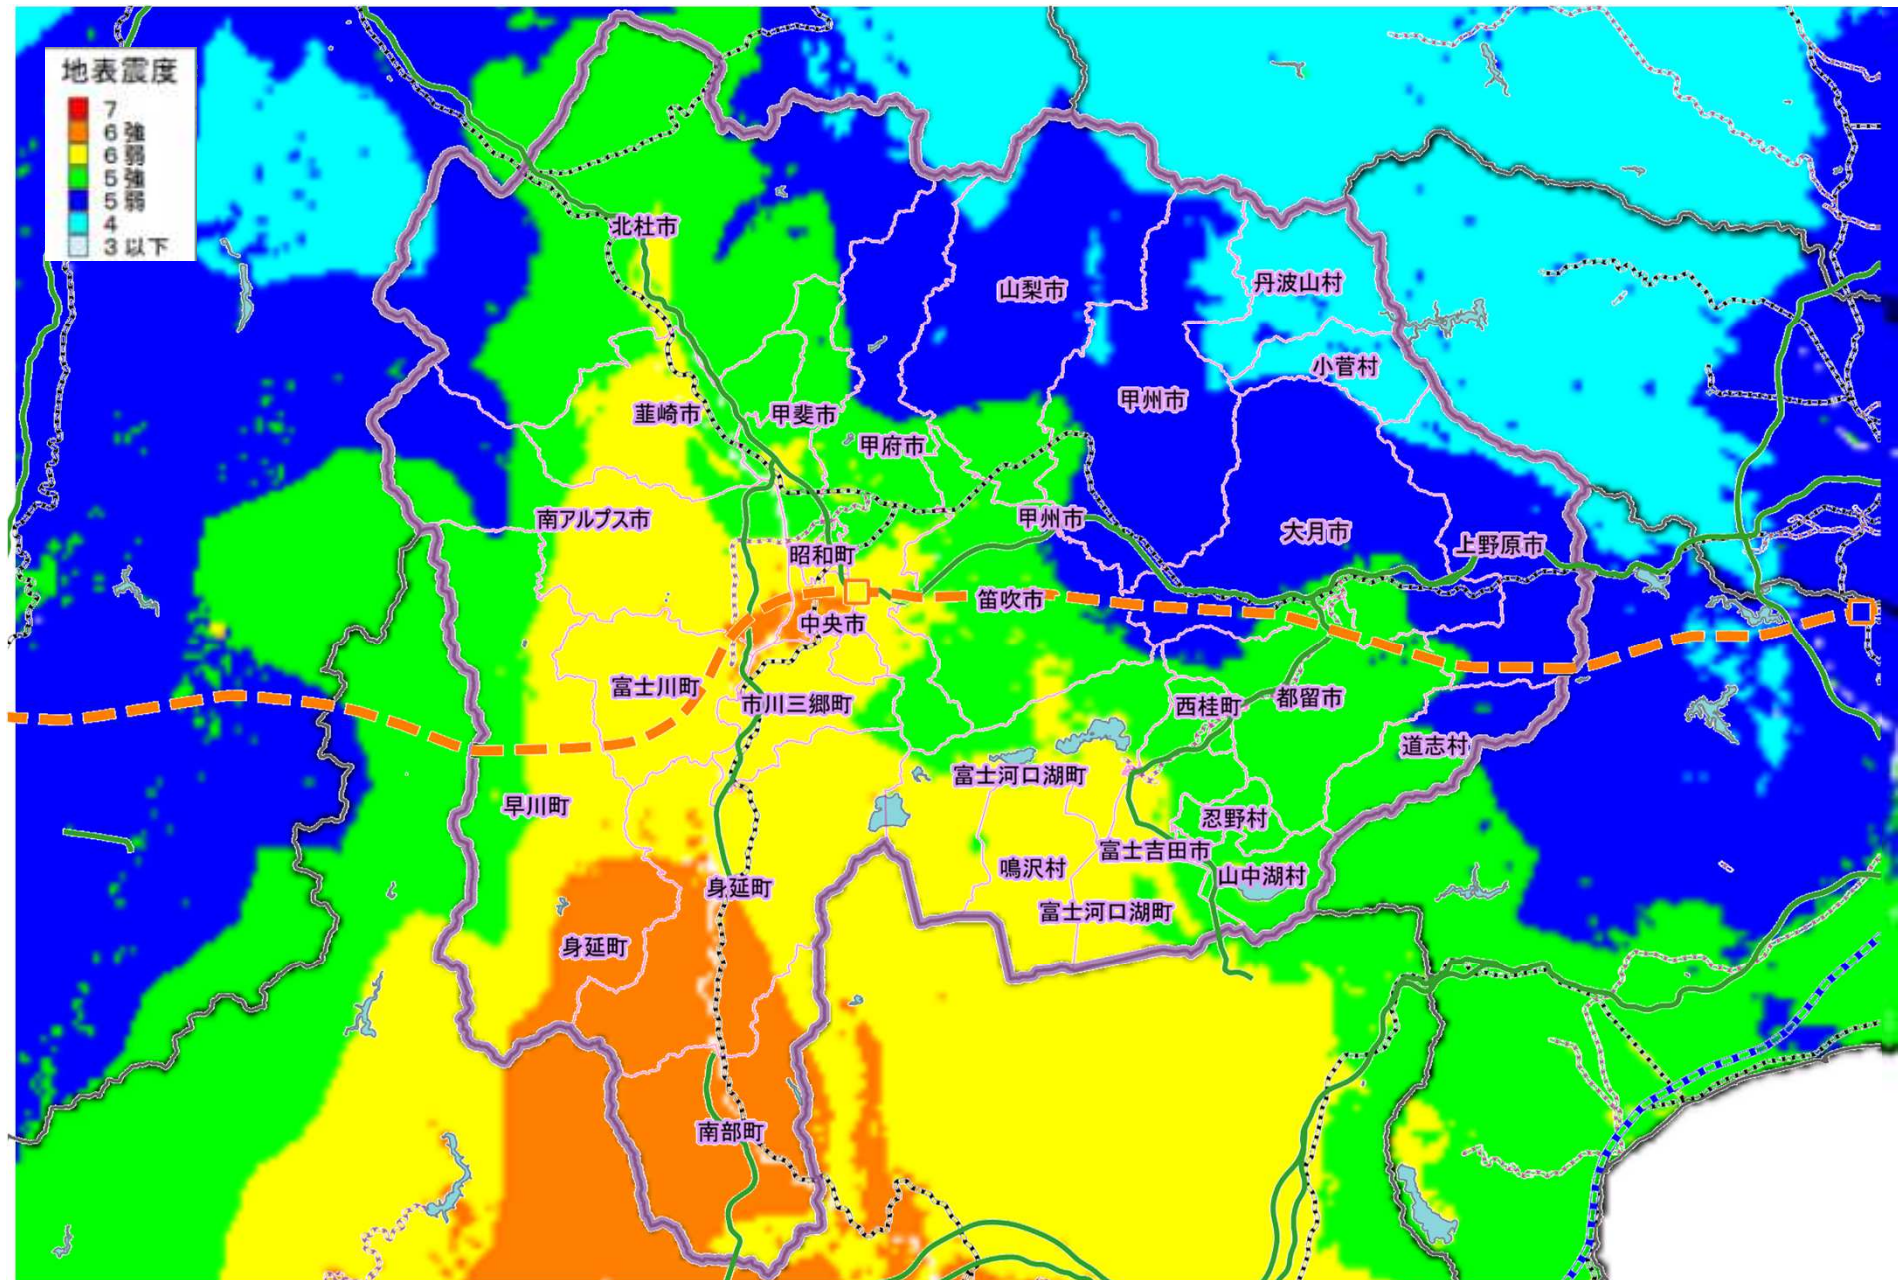 地表震度
7
6強
6弱
5強
5弱
4
3以下
北杜市
山梨市
丹波山村
小菅村
韮崎市
甲斐市
甲州市
甲府市
南アルプス市
甲州市
大月市
上野原市
昭和町
笛吹市
中央市
富士川町
市川三郷町
西桂町
都留市
道志村
富士河口湖町
早川町
忍野村
富士吉田市
鳴沢村
山中湖村
身延町
富士河口湖町
身延町
南部町